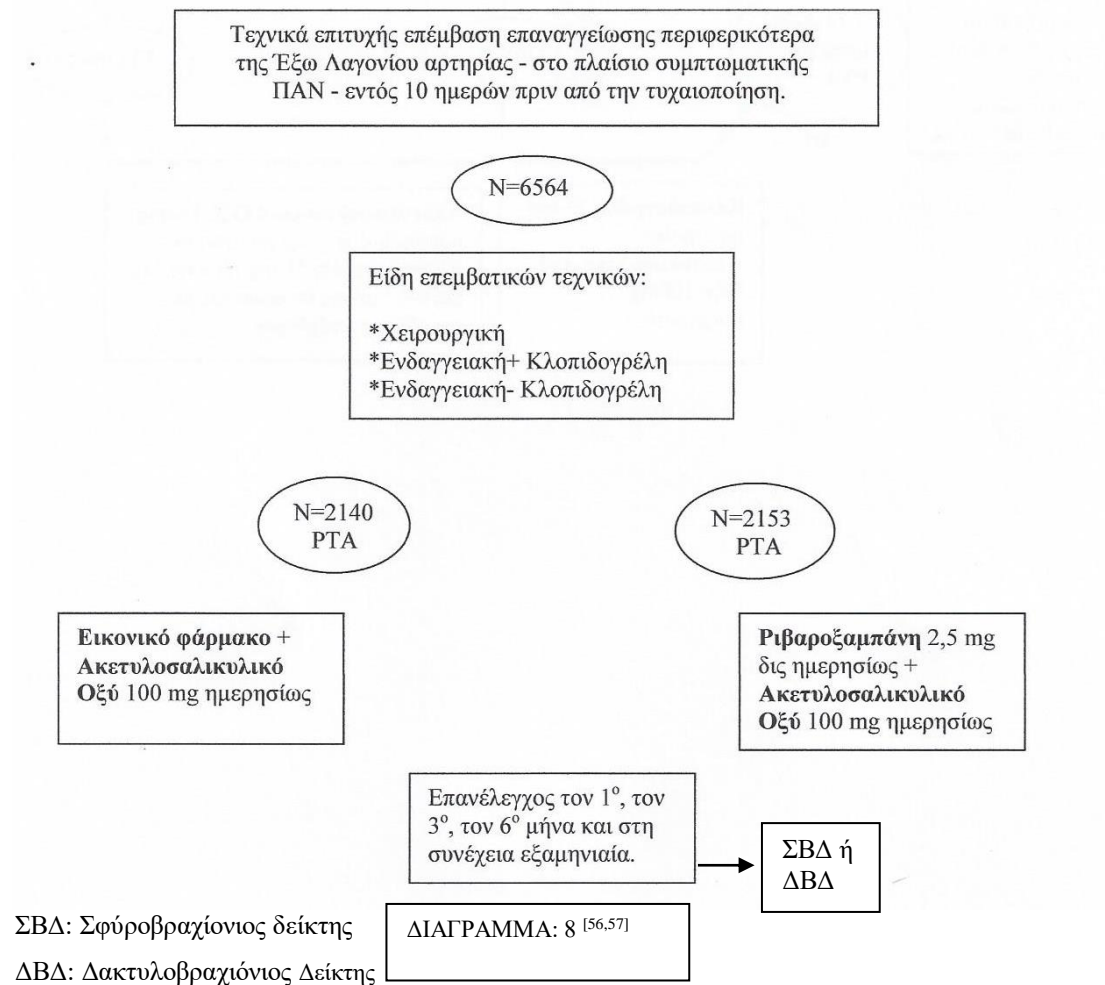 Τεχνικά επιτυχής επέμβαση επαναγγείωσης περιφερικότερα
της Έξω Λαγονίου αρτηρίας - στο πλαίσιο συμπτωματικής
ΠΑΝ - εντός 10 ημερών πριν από την τυχαιοποίηση.
N=6564
Είδη επεμβατικών τεχνικών:
*Χειρουργική
*Ενδαγγειακή+ Κλοπιδογρέλη
*Ενδαγγειακή- Κλοπιδογρέλη
N=2140
PTA
N=2153
PTA
Εικονικό φάρμακο +
Ακετυλοσαλικυλικό
Οξύ 100 mg ημερησίως
Ριβαροξαμπάνη 2,5 mg
δις ημερησίως +
Ακετυλοσαλικυλικό
Οξύ 100 mg ημερησίως
Επανέλεγχος τον 1º, τον
3º, τον 6º μήνα και στη
συνέχεια εξαμηνιαία.
ΣΒΔ ή
ΔΒΔ
ΣΒΔ: Σφύροβραχίονιος δείκτης
ΔΒΔ: Δακτυλοβραχιόνιος Δείκτης
ΔΙΑΓΡΑΜΜΑ: 8 [56,57]